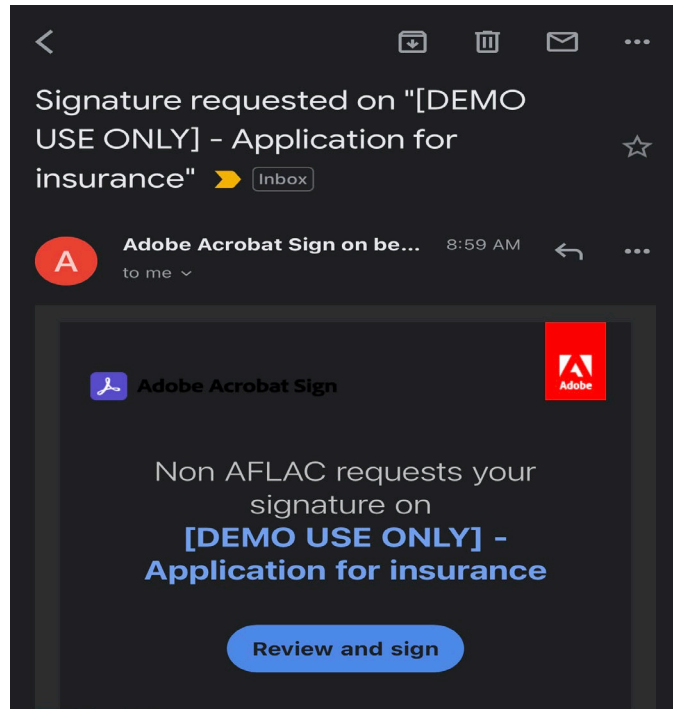 Signature requested on "[DEMO
USE ONLY] - Application for
insurance" Inbox
Adobe Acrobat Sign on be... 8:59 AM
to me
A
Adobe Acrobat Sign
Adobe
Non AFLAC requests your
signature on
[DEMO USE ONLY] -
Application for insurance
Review and sign